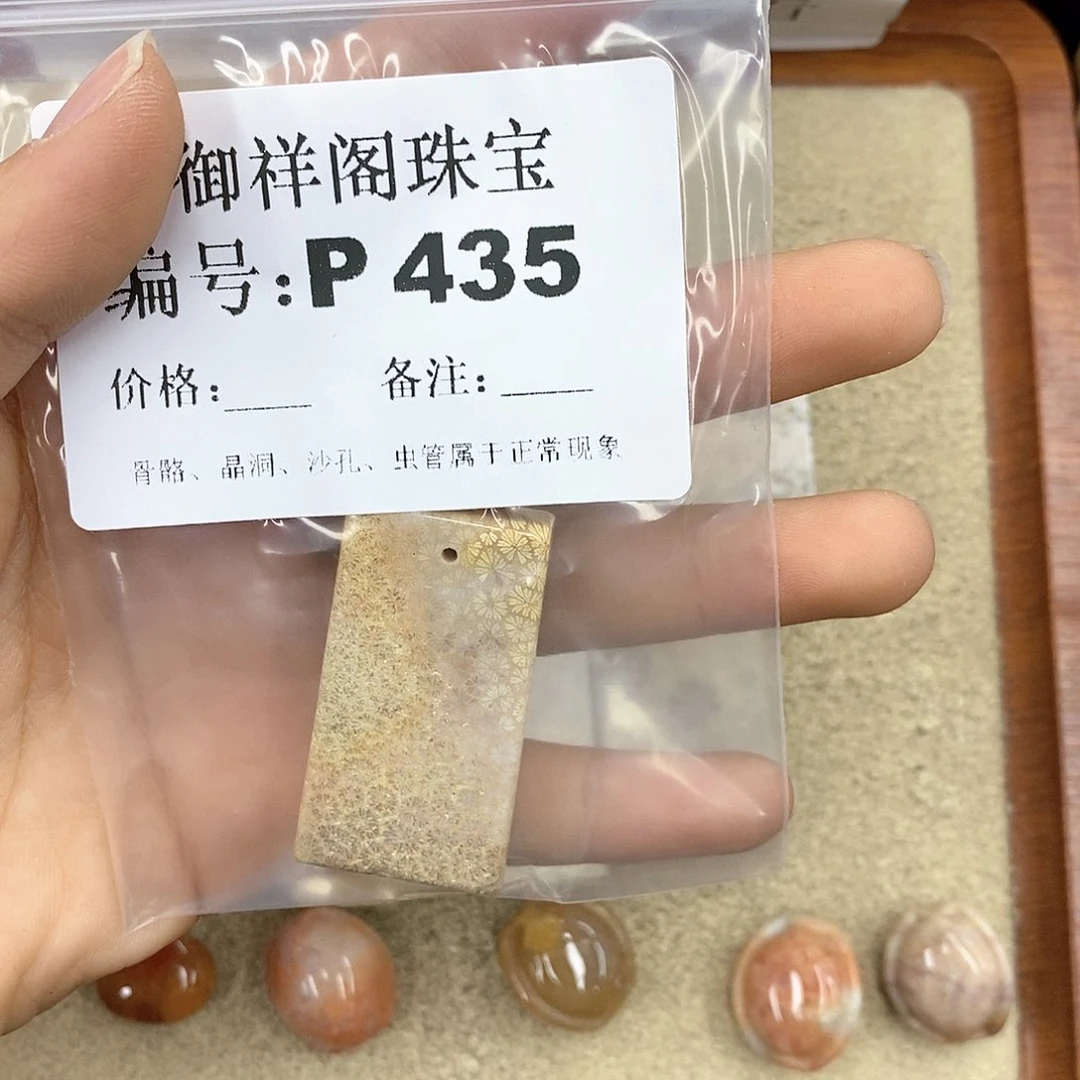 御祥阁珠宝
编号:P 435
价格:____ 备注:____
骨骼、晶洞、沙孔、虫管属于正常现象